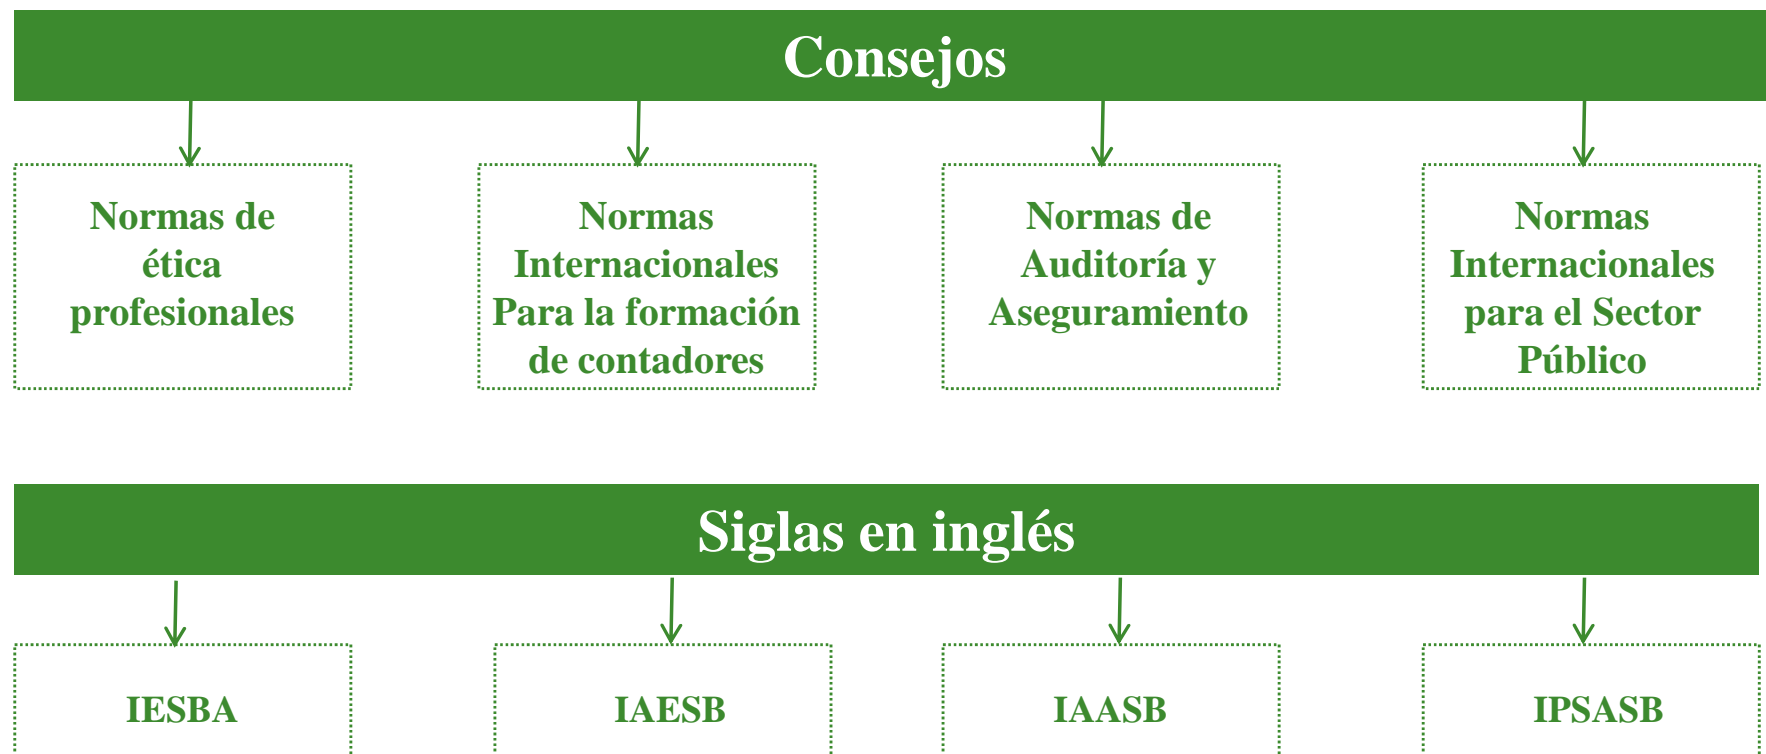 Consejos
Normas de
ética
profesionales
Normas
Internacionales
Para la formación
de contadores
Normas de
Auditoría y
Aseguramiento
Normas
Internacionales
para el Sector
Público
Siglas en inglés
IESBA
IAESB
IAASB
IPSASB